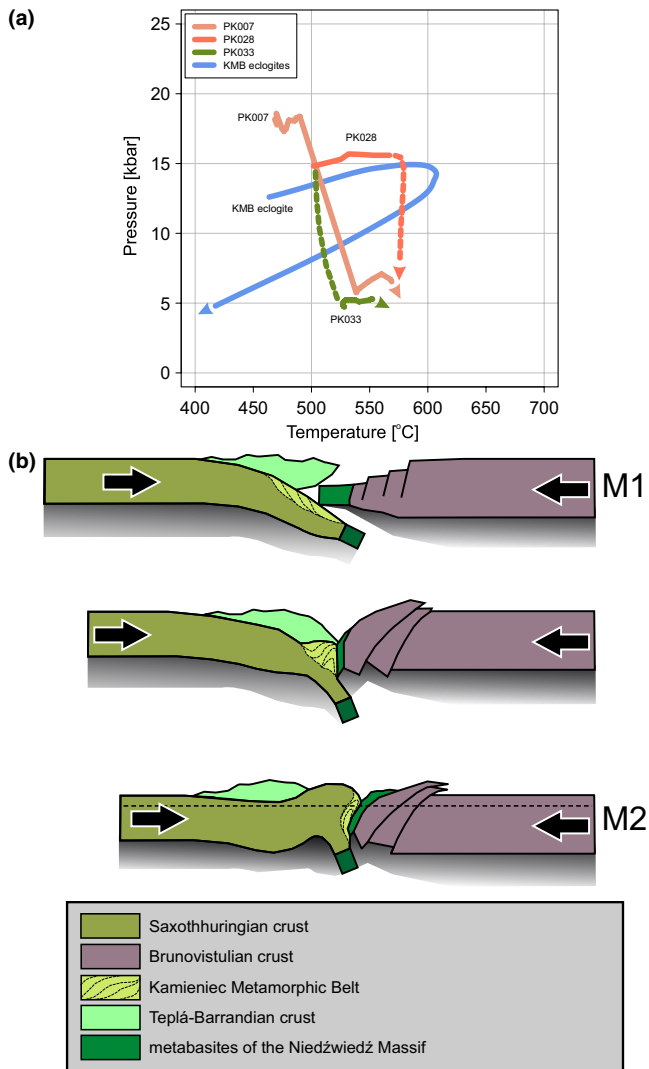 (a)
PK007
PK028
PK033
KMB eclogites
25
20
15
10
5
0
Pressure [kbar]
PK007
PK028
KMB eclogite
PK033
400 450 500 550 600 650 700
Temperature [°C]
(b)
M1
M2
Saxothhuringian crust
Brunovistulian crust
Kamieniec Metamorphic Belt
Teplá-Barrandian crust
metabasites of the Niedźwiedź Massif